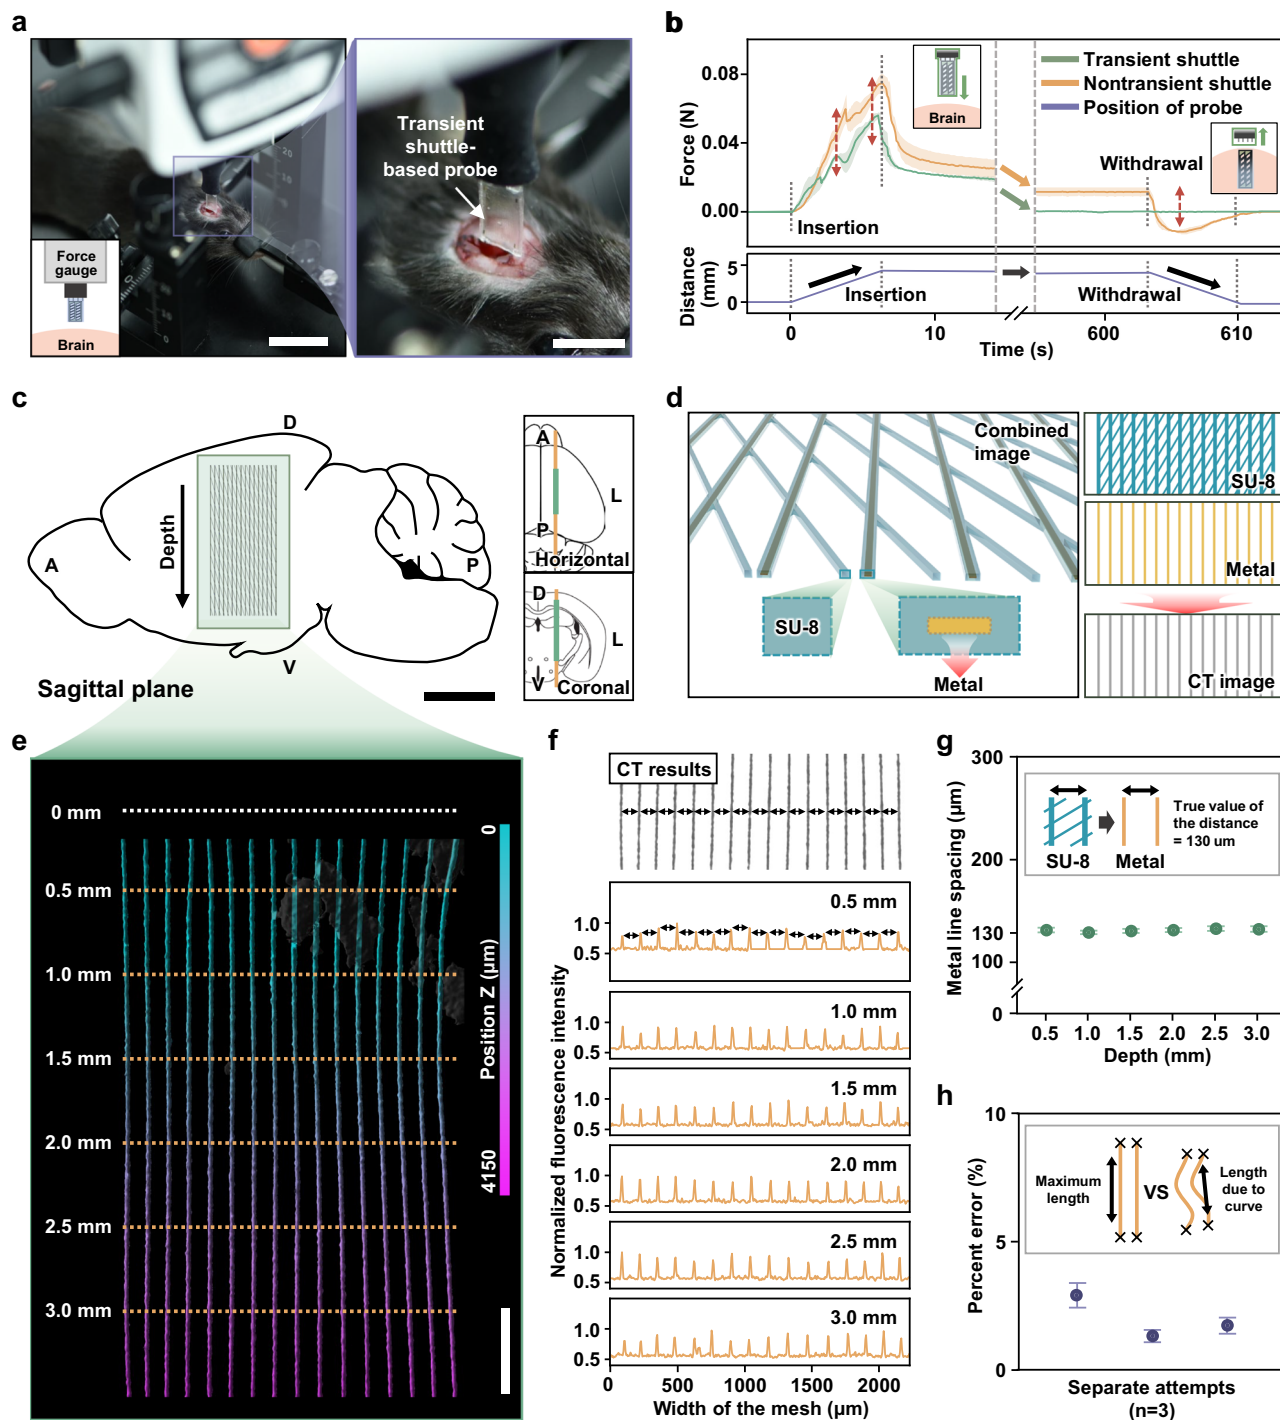 a
Transient
shuttle-
based probe
Force
gauge
Brain
b
0.08
0.04
0.00
Force (N)
Brain
Transient shuttle
Nontransient shuttle
Position of probe
Withdrawal
Insertion
5
0
Distance
(mm)
Insertion
Withdrawal
0
10
600
610
Time (s)
c
D
A
Depth
P
V
Sagittal plane
A
L
P
Horizontal
D
L
V
Coronal
d
Combined
image
SU-8
Metal
SU-8
Metal
CT image
e
0 mm
0.5 mm
1.0 mm
1.5 mm
2.0 mm
2.5 mm
3.0 mm
0
Position Z (µm)
4150
f
CT results
Normalized fluorescence intensity
0.5 mm
1.0
0.5
1.0 mm
1.0
0.5
1.5 mm
1.0
0.5
2.0 mm
1.0
0.5
2.5 mm
1.0
0.5
3.0 mm
1.0
0.5
0
500
1000
1500
2000
Width of the mesh (µm)
g
300
200
130
100
0
Metal line spacing (µm)
SU-8
Metal
True value of
the distance
= 130 um
0.5
1.0
1.5
2.0
2.5
3.0
Depth (mm)
h
10
5
0
Percent error (%)
Maximum
length
VS
Length
due to
curve
Separate attempts
(n=3)